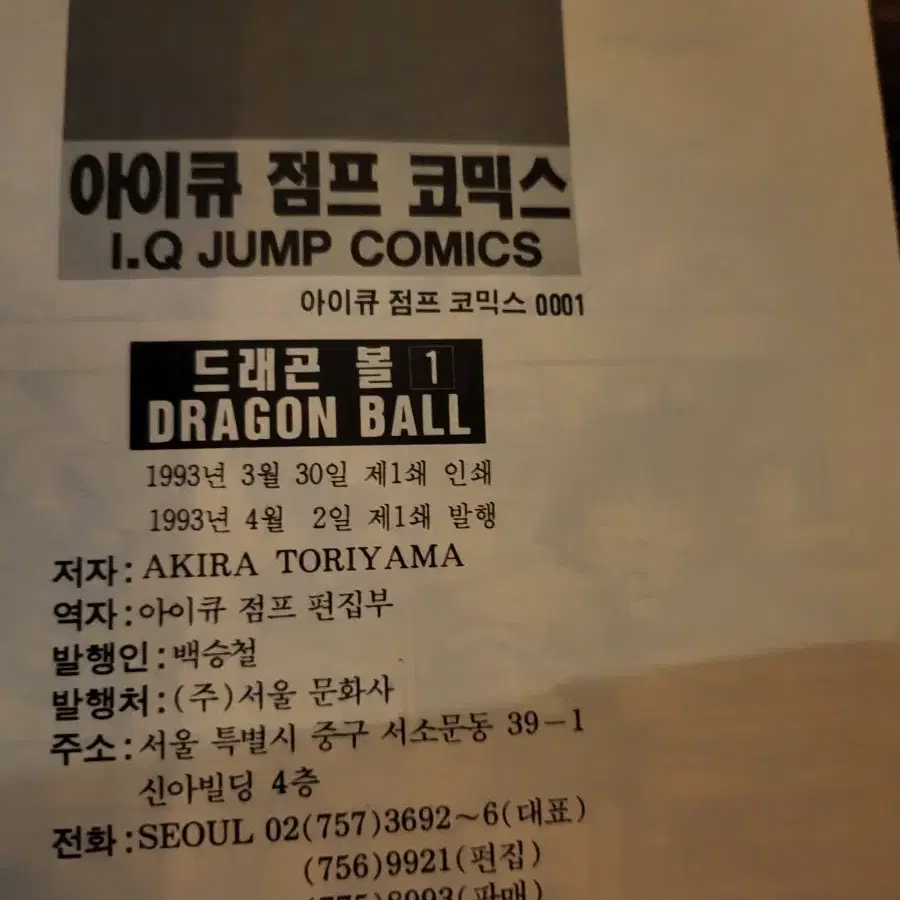 아이큐 점프 코믹스
I.Q JUMP COMICS
아이큐 점프 코믹스 0001
드래곤 볼 1
DRAGON BALL
1993년 3월 30일 제1쇄 인쇄
1993년 4월 2일 제1쇄 발행
저자:AKIRA TORIYAMA
역자:아이큐 점프 편집부
발행인:백승철
발행처:(주)서울 문화사
주소:서울 특별시 중구 서소문동 39-1
신아빌딩 4층
전화:SEOUL 02(757)3692~6(대표)
(756)9921(편집)
(판매)